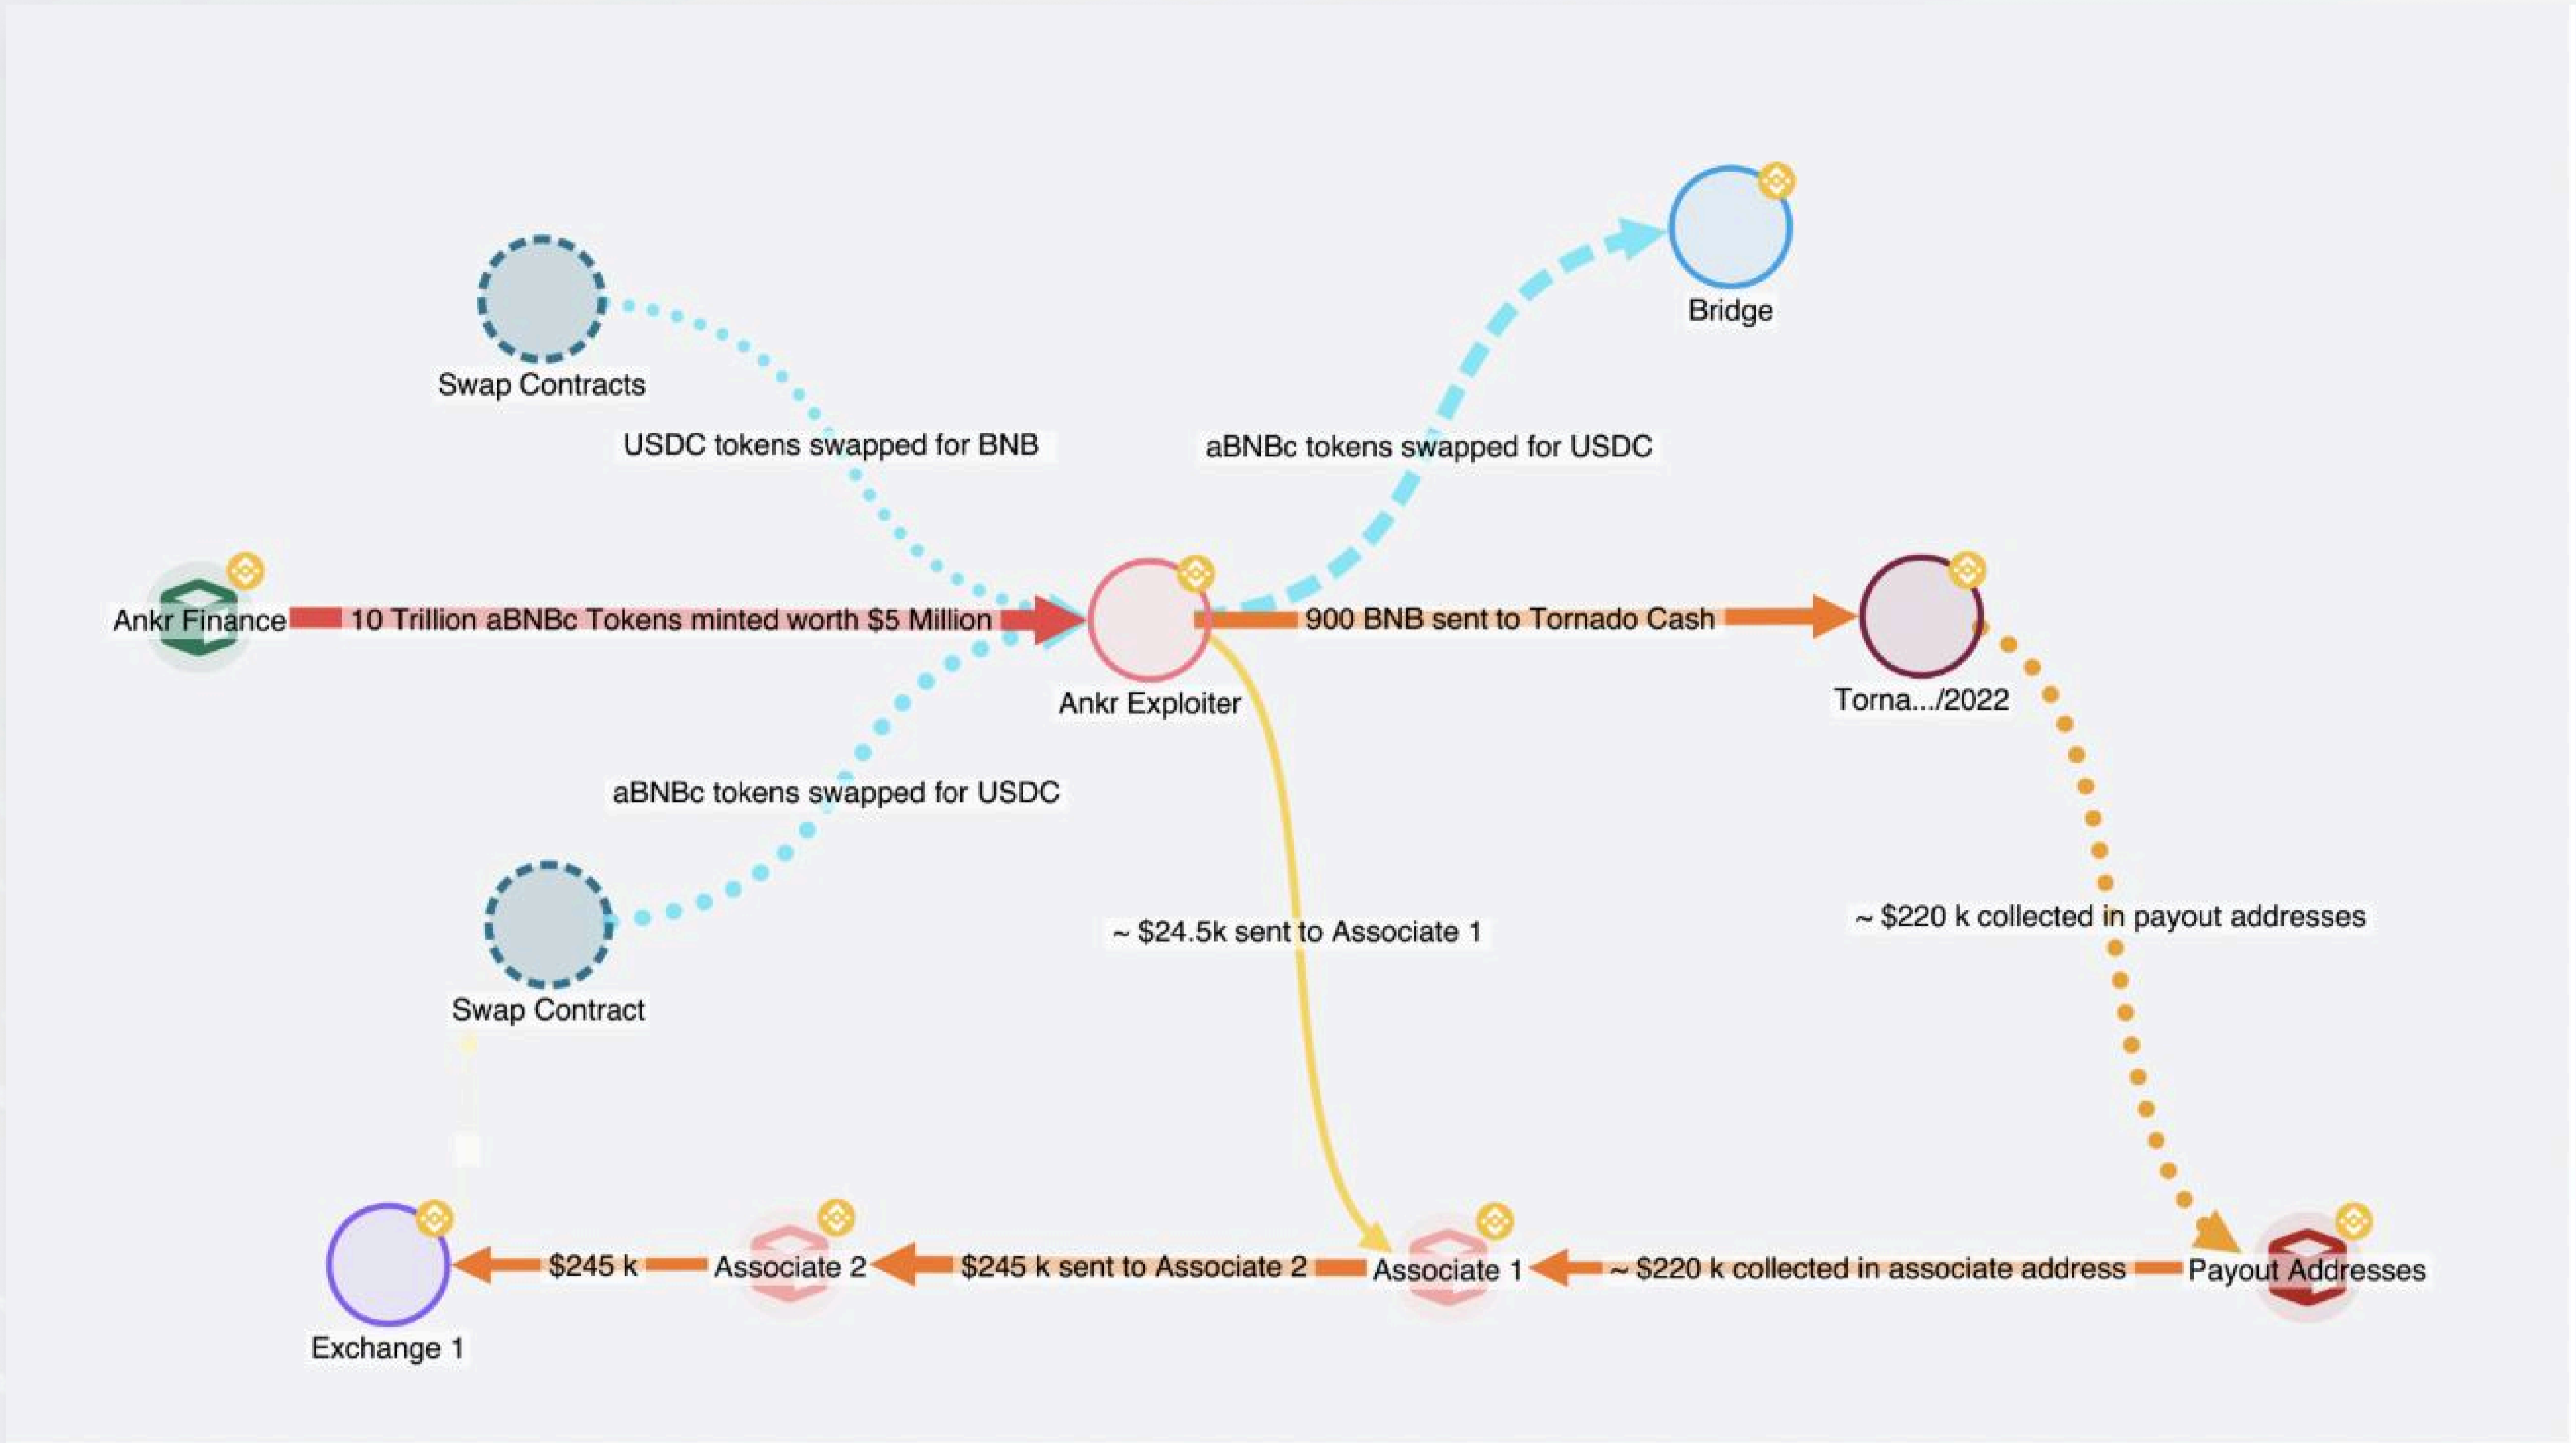 Bridge
Swap Contracts
USDC tokens swapped for BNB
aBNBc tokens swapped for USDC
Ankr Finance
10 Trillion aBNBc Tokens minted worth $5 Million
900 BNB sent to Tornado Cash
Ankr Exploiter
Torna.../2022
aBNBc tokens swapped for USDC
~ $24.5k sent to Associate 1
~ $220 k collected in payout addresses
Swap Contract
$245 k
Associate 2
$245 k sent to Associate 2
Associate 1
~ $220 k collected in associate address
Payout Addresses
Exchange 1